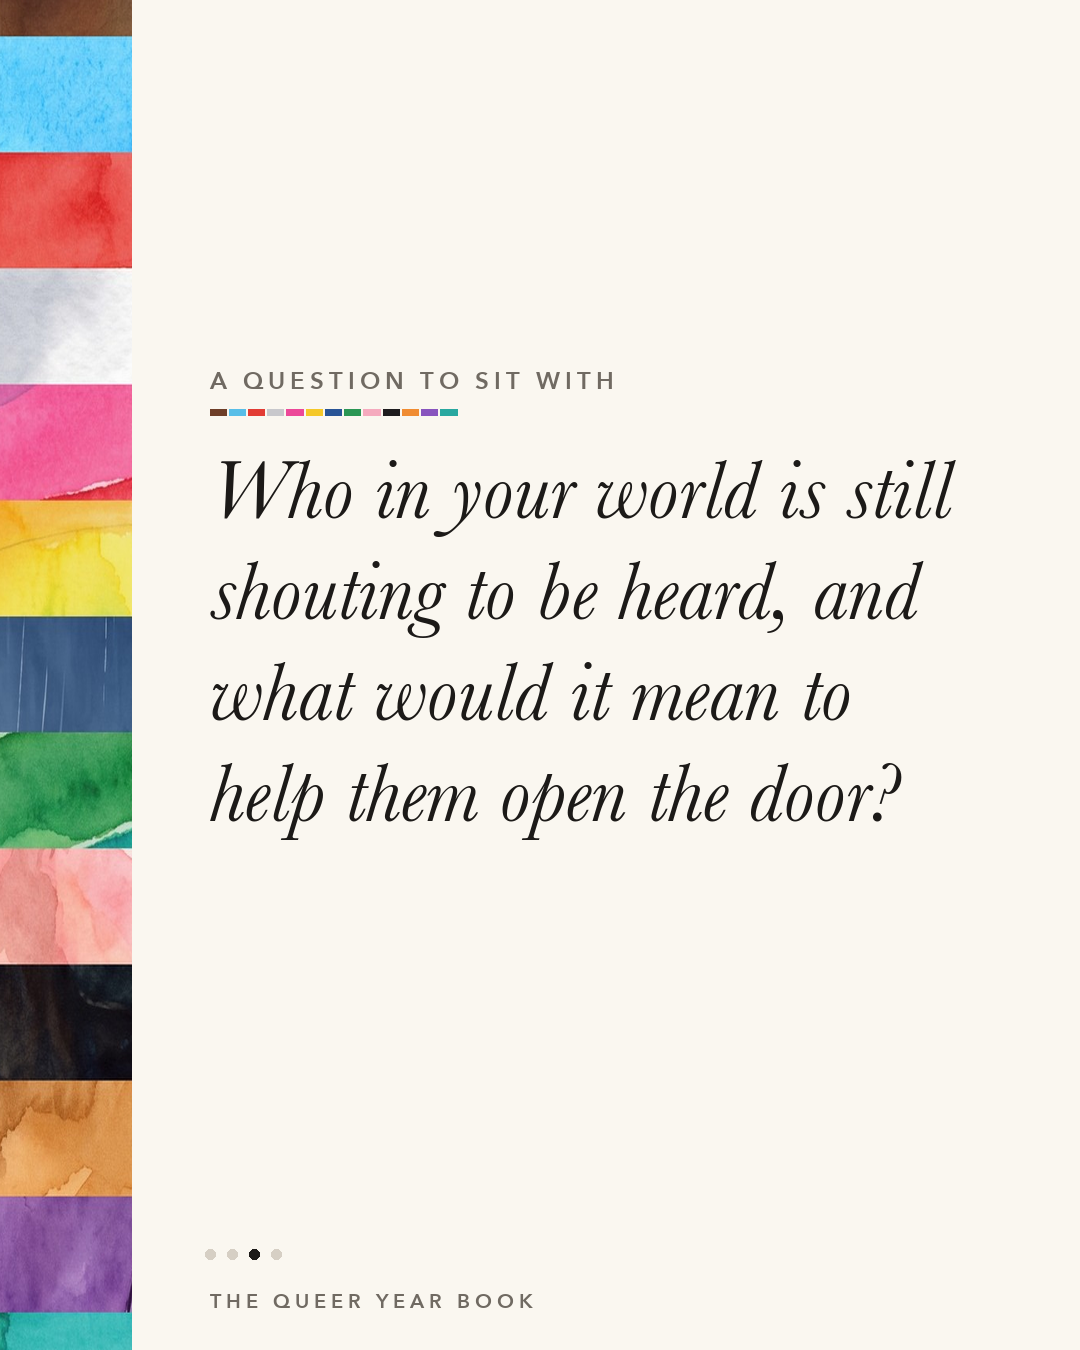 A QUESTION TO SIT WITH
Who in your world is still
shouting to be heard, and
what would it mean to
help them open the door?
THE QUEER YEAR BOOK